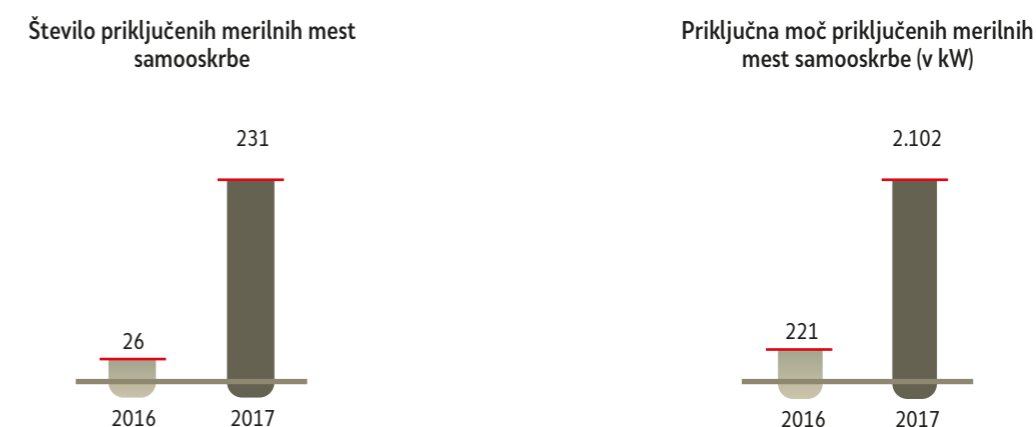 Število priključenih merilnih mest
samooskrbe
231
26
2016
2017
Priključna moč priključenih merilnih
mest samooskrbe (v kW)
2.102
221
2016
2017